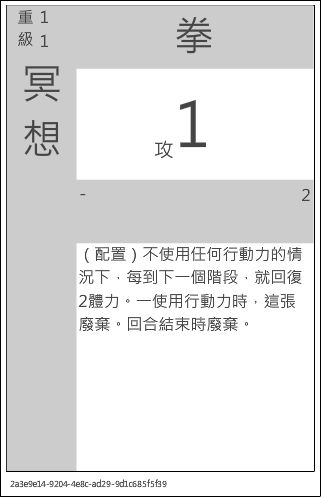 重 1
級 1
拳
冥想
攻 1
- 2
（配置）不使用任何行動力的情
況下，每到下一個階段，就回復
2體力。一使用行動力時，這張
廢棄。回合結束時廢棄。
2a3e9e14-9204-4e8c-ad29-9d1c685f5f39